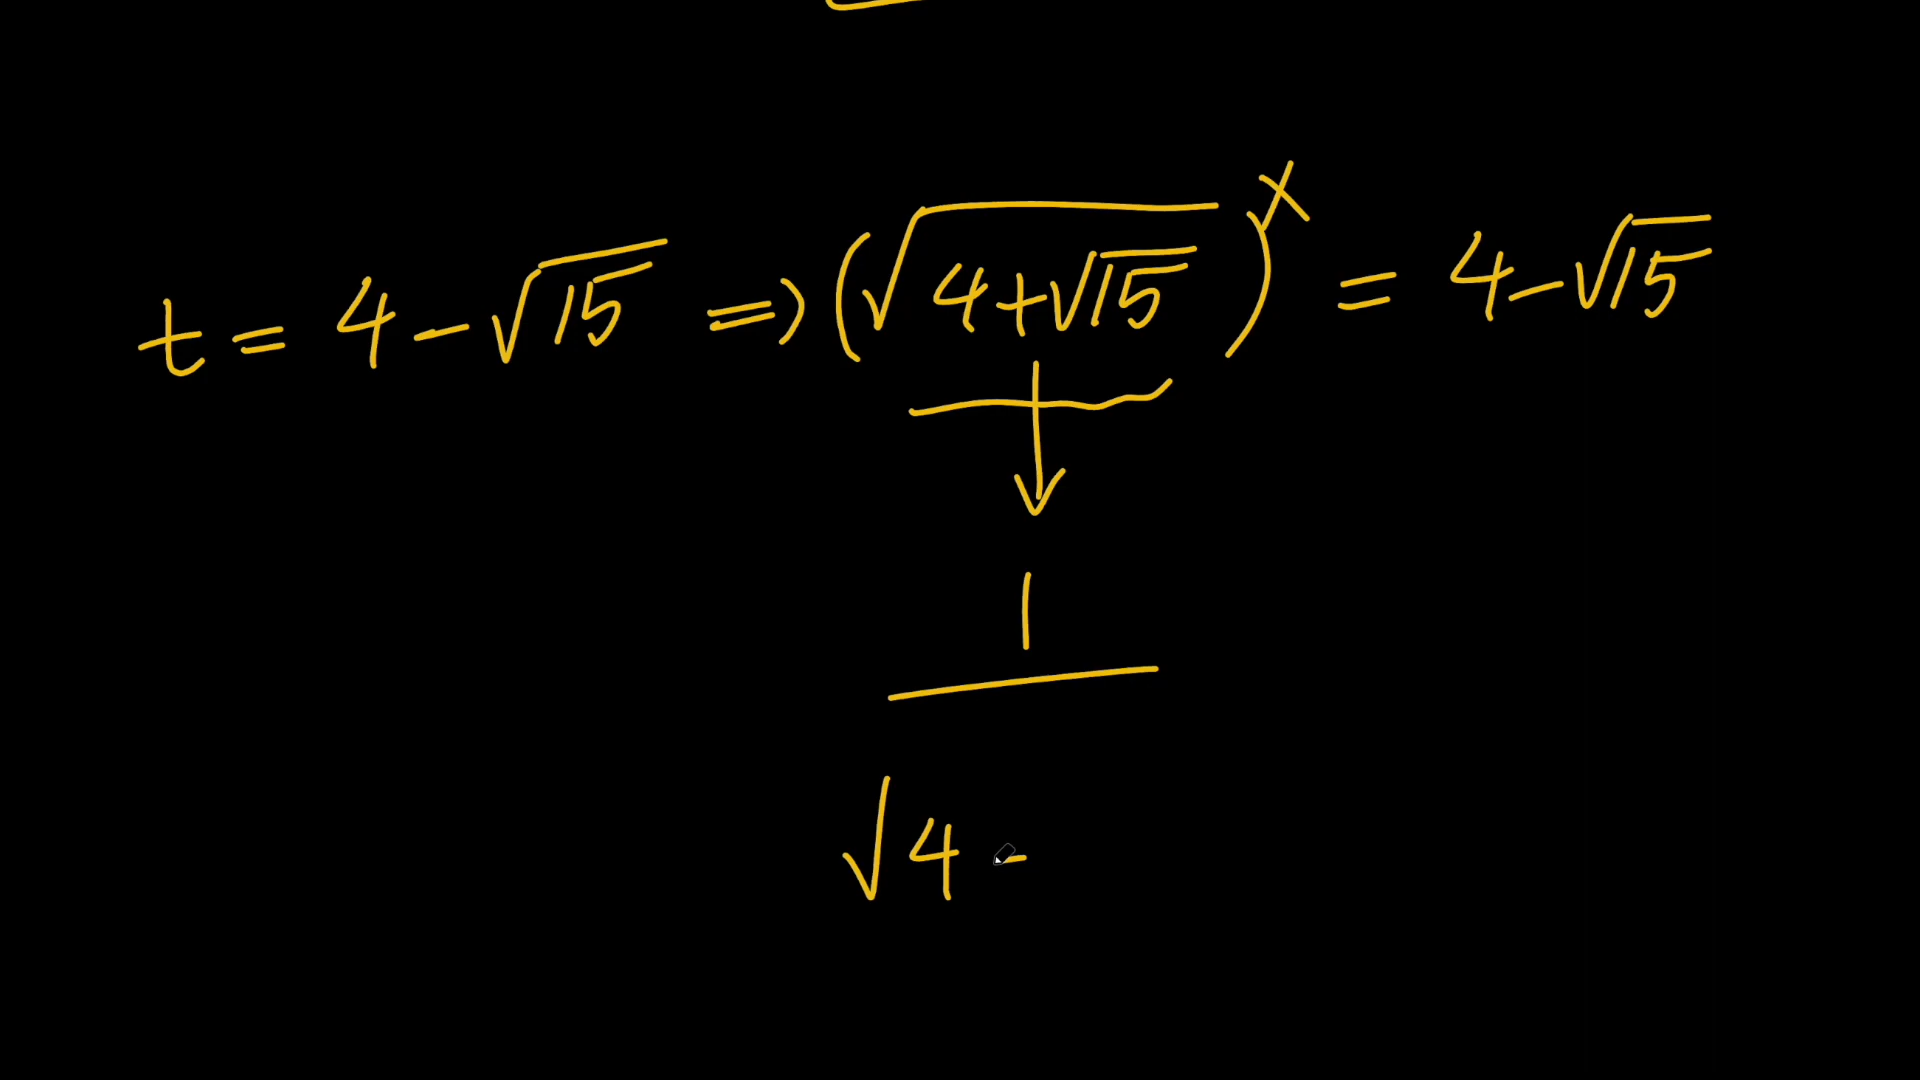 t = 4 - √15 ⇒ (√(4+√15))^x = 4 - √15
1
√4 -